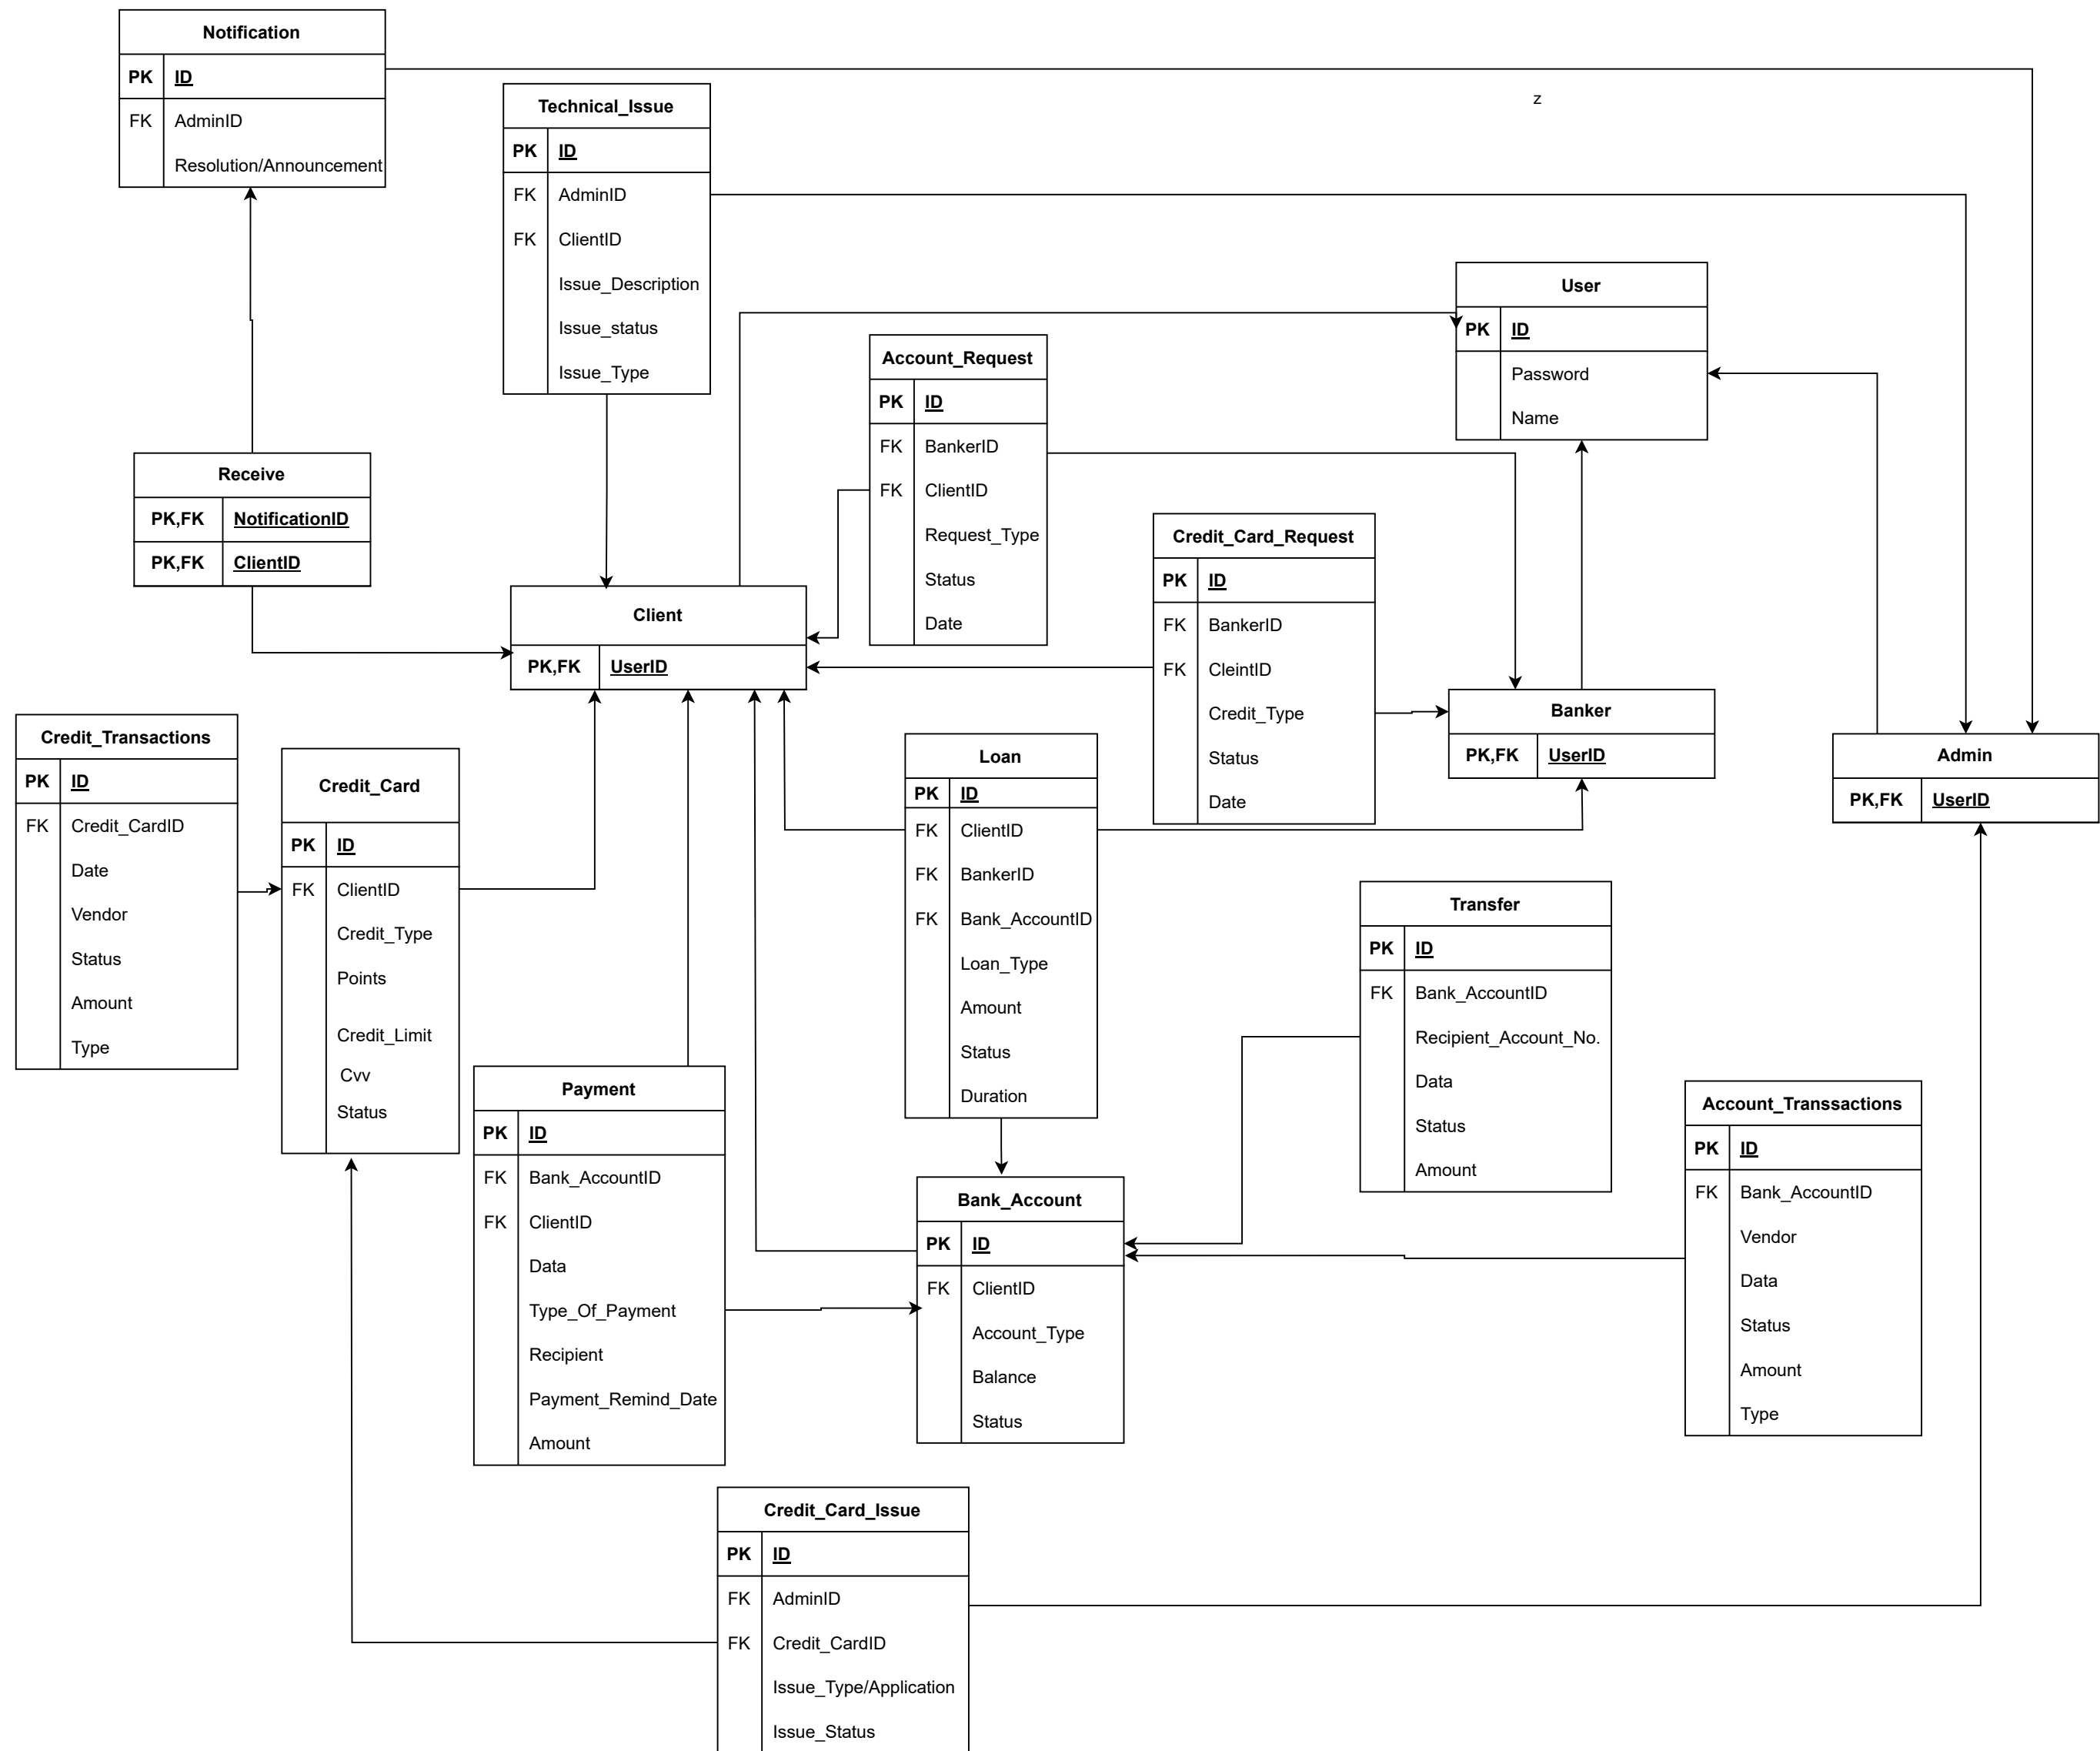 Notification
PK ID
FK AdminID
Resolution/Announcement
z
Technical_Issue
PK ID
FK AdminID
FK ClientID
Issue_Description
Issue_status
Issue_Type
User
PK ID
Password
Name
Account_Request
PK ID
FK BankerID
FK ClientID
Request_Type
Status
Date
Receive
PK,FK NotificationID
PK,FK ClientID
Credit_Card_Request
PK ID
FK BankerID
FK CleintID
Credit_Type
Status
Date
Client
PK,FK UserID
Banker
PK,FK UserID
Admin
PK,FK UserID
Credit_Transactions
PK ID
FK Credit_CardID
Date
Vendor
Status
Amount
Type
Credit_Card
PK ID
FK ClientID
Credit_Type
Points
Credit_Limit
Cvv
Status
Loan
PK ID
FK ClientID
FK BankerID
FK Bank_AccountID
Loan_Type
Amount
Status
Duration
Transfer
PK ID
FK Bank_AccountID
Recipient_Account_No.
Data
Status
Amount
Payment
PK ID
FK Bank_AccountID
FK ClientID
Data
Type_Of_Payment
Recipient
Payment_Remind_Date
Amount
Bank_Account
PK ID
FK ClientID
Account_Type
Balance
Status
Account_Transsactions
PK ID
FK Bank_AccountID
Vendor
Data
Status
Amount
Type
Credit_Card_Issue
PK ID
FK AdminID
FK Credit_CardID
Issue_Type/Application
Issue_Status